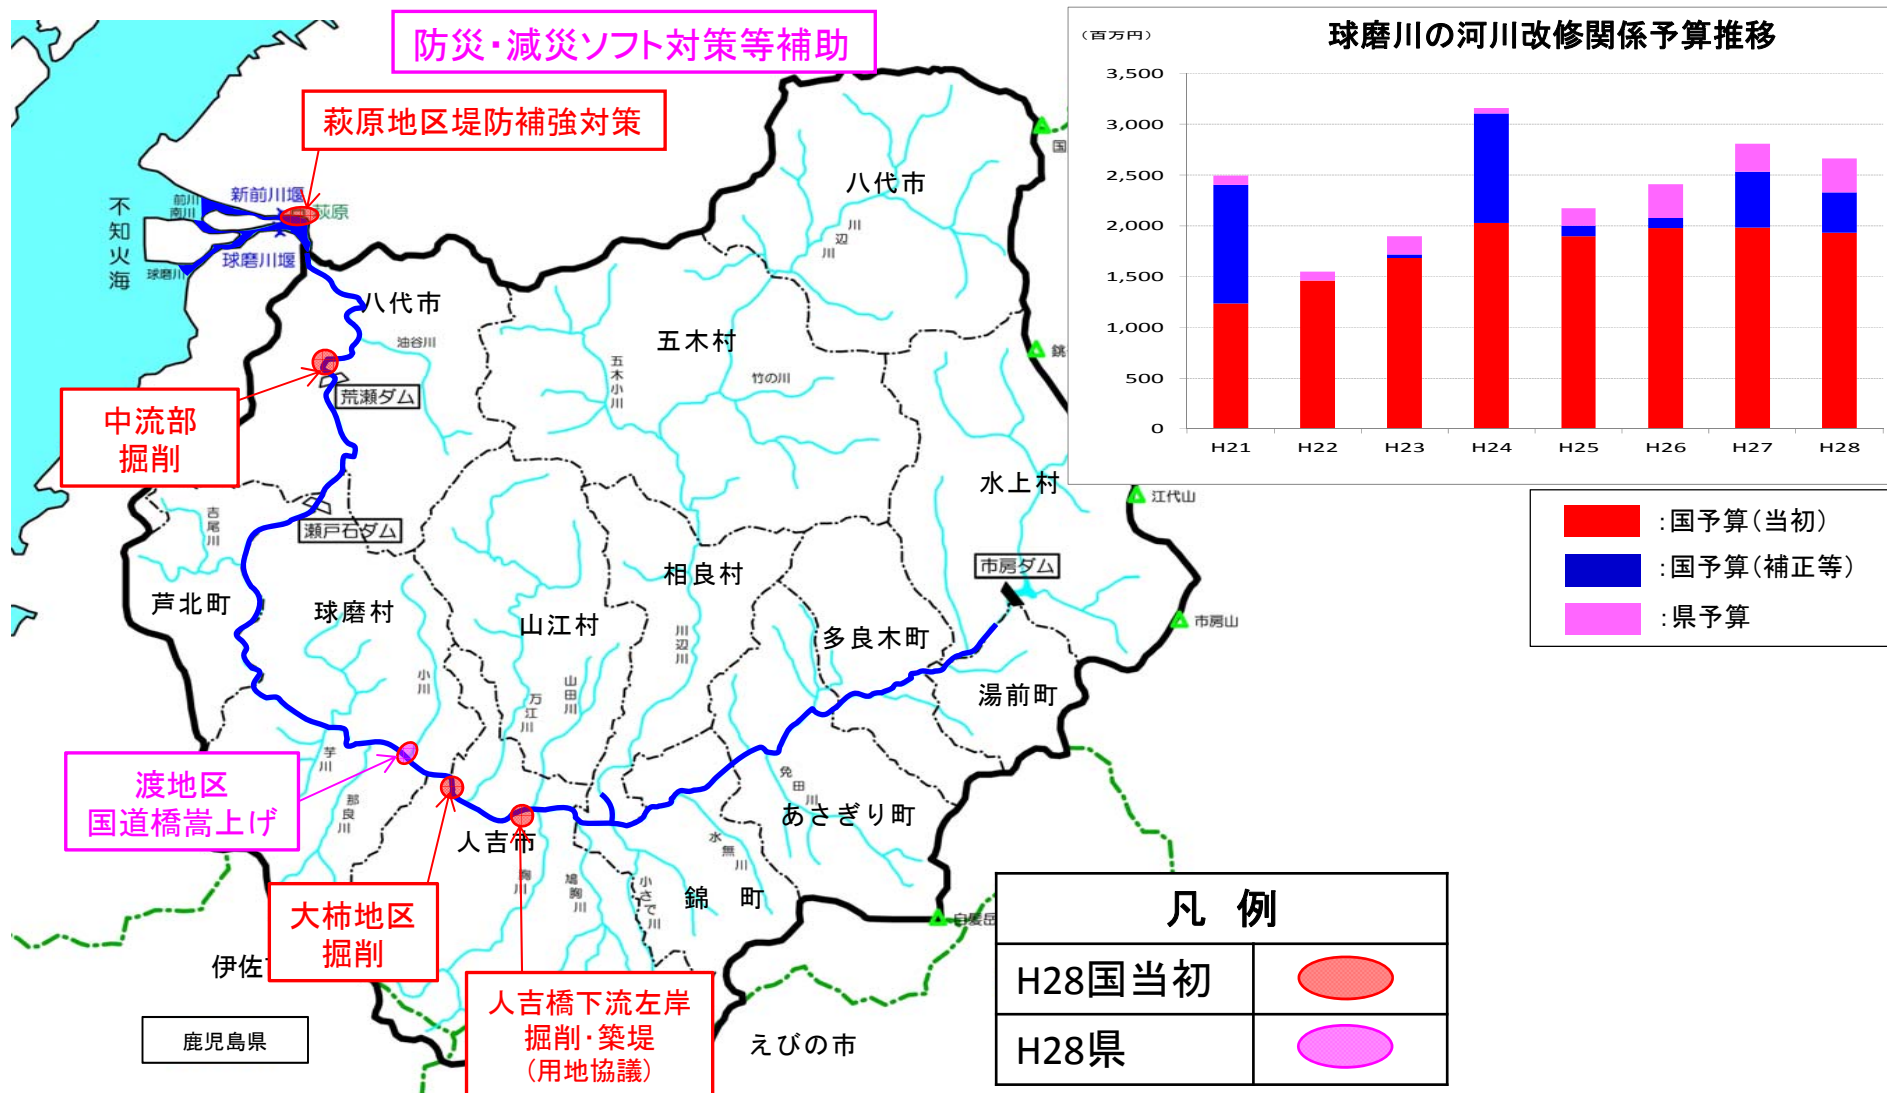 防災・減災ソフト対策等補助
萩原地区堤防補強対策
新前川堰
前川
南川
萩原
不知火海
球磨川堰
球磨川
八代市
油谷川
荒瀬ダム
中流部
掘削
瀬戸石ダム
吉尾川
芦北町
球磨村
小川
芋川
那良川
渡地区
国道橋嵩上げ
大柿地区
掘削
人吉橋下流左岸
掘削・築堤
(用地協議)
八代市
川辺川
五木村
五木小川
竹の川
水上村
相良村
川辺川
山江村
万江川
山田川
市房ダム
多良木町
湯前町
免田川
あさぎり町
水無川
錦 町
小さで川
鳩胸川
胸川
人吉市
伊佐
鹿児島県
えびの市
国
銚
江代山
市房山
白髪岳
球磨川の河川改修関係予算推移
(百万円)
3,500
3,000
2,500
2,000
1,500
1,000
500
0
H21 H22 H23 H24 H25 H26 H27 H28
:国予算(当初)
:国予算(補正等)
:県予算
凡 例
H28国当初
H28県